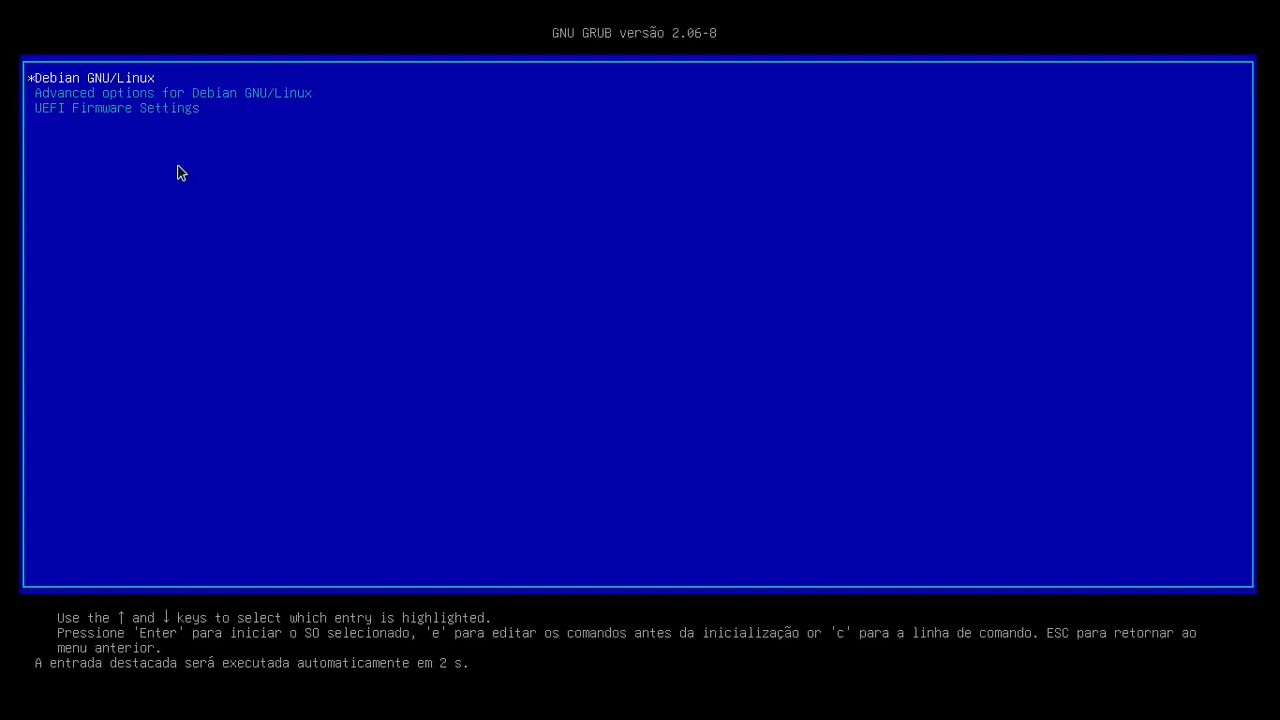 GNU GRUB versão 2.06-8
*Debian GNU/Linux
Advanced options for Debian GNU/Linux
UEFI Firmware Settings
Use the ↑ and ↓ keys to select which entry is highlighted.
Pressione 'Enter' para iniciar o SO selecionado, 'e' para editar os comandos antes da inicialização or 'c' para a linha de comando. ESC para retornar ao
menu anterior.
A entrada destacada será executada automaticamente em 2 s.